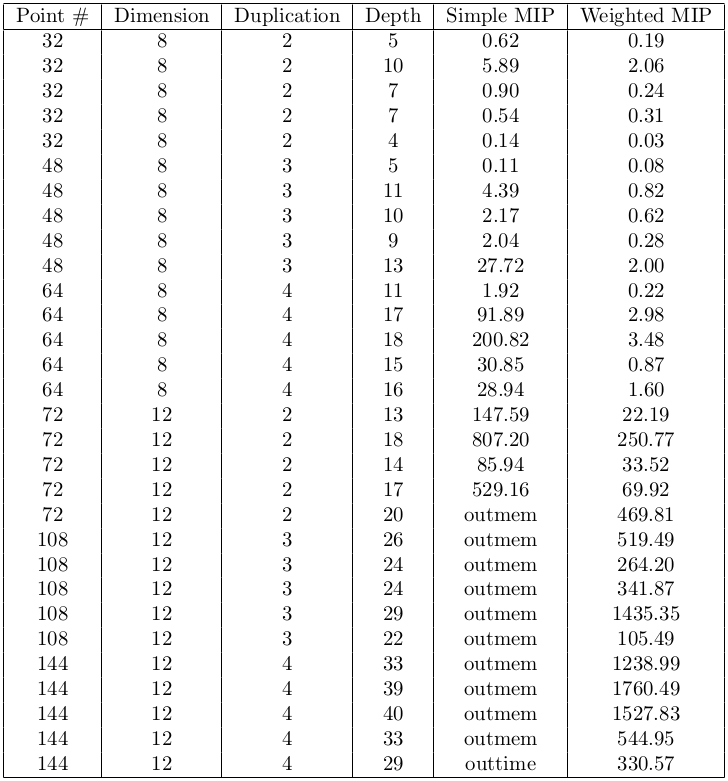 Point # Dimension Duplication Depth Simple MIP Weighted MIP
32 8 2 5 0.62 0.19
32 8 2 10 5.89 2.06
32 8 2 7 0.90 0.24
32 8 2 7 0.54 0.31
32 8 2 4 0.14 0.03
48 8 3 5 0.11 0.08
48 8 3 11 4.39 0.82
48 8 3 10 2.17 0.62
48 8 3 9 2.04 0.28
48 8 3 13 27.72 2.00
64 8 4 11 1.92 0.22
64 8 4 17 91.89 2.98
64 8 4 18 200.82 3.48
64 8 4 15 30.85 0.87
64 8 4 16 28.94 1.60
72 12 2 13 147.59 22.19
72 12 2 18 807.20 250.77
72 12 2 14 85.94 33.52
72 12 2 17 529.16 69.92
72 12 2 20 outmem 469.81
108 12 3 26 outmem 519.49
108 12 3 24 outmem 264.20
108 12 3 24 outmem 341.87
108 12 3 29 outmem 1435.35
108 12 3 22 outmem 105.49
144 12 4 33 outmem 1238.99
144 12 4 39 outmem 1760.49
144 12 4 40 outmem 1527.83
144 12 4 33 outmem 544.95
144 12 4 29 outtime 330.57